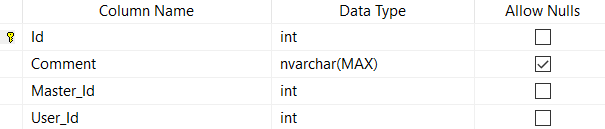 Column Name Data Type Allow Nulls
Id int
Comment nvarchar(MAX)
Master_Id int
User_Id int